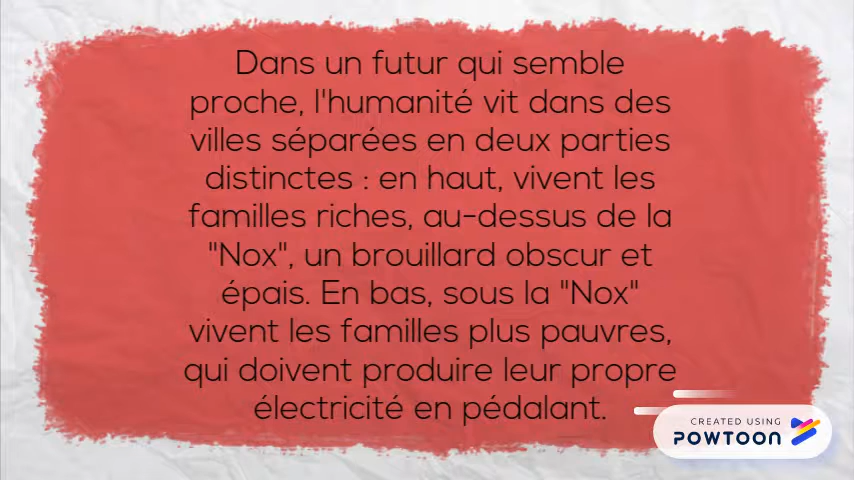 Dans un futur qui semble
proche, l'humanité vit dans des
villes séparées en deux parties
distinctes : en haut, vivent les
familles riches, au-dessus de la
"Nox", un brouillard obscur et
épais. En bas, sous la "Nox"
vivent les familles plus pauvres,
qui doivent produire leur propre
électricité en pédalant.
CREATED USING
POWTOON